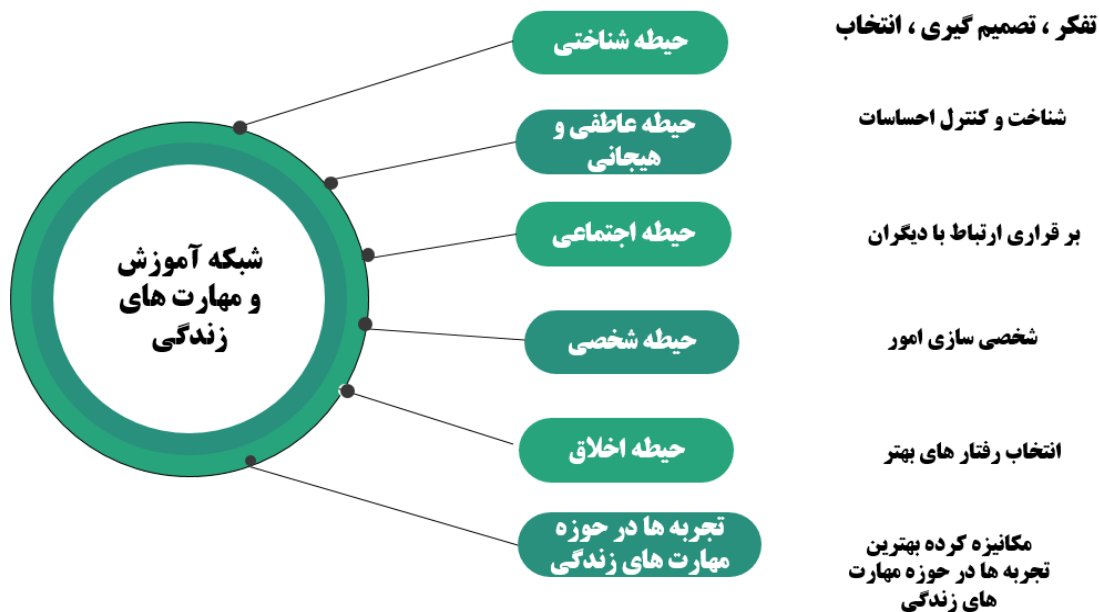 شبکه آموزش
و مهارت های
زندگی
حیطه شناختی
تفکر ، تصمیم گیری ، انتخاب
حیطه عاطفی و
هیجانی
شناخت و کنترل احساسات
حیطه اجتماعی
بر قراری ارتباط با دیگران
حیطه شخصی
شخصی سازی امور
حیطه اخلاق
انتخاب رفتار های بهتر
تجربه ها در حوزه
مهارت های زندگی
مکانیزه کرده بهترین
تجربه ها در حوزه مهارت
های زندگی